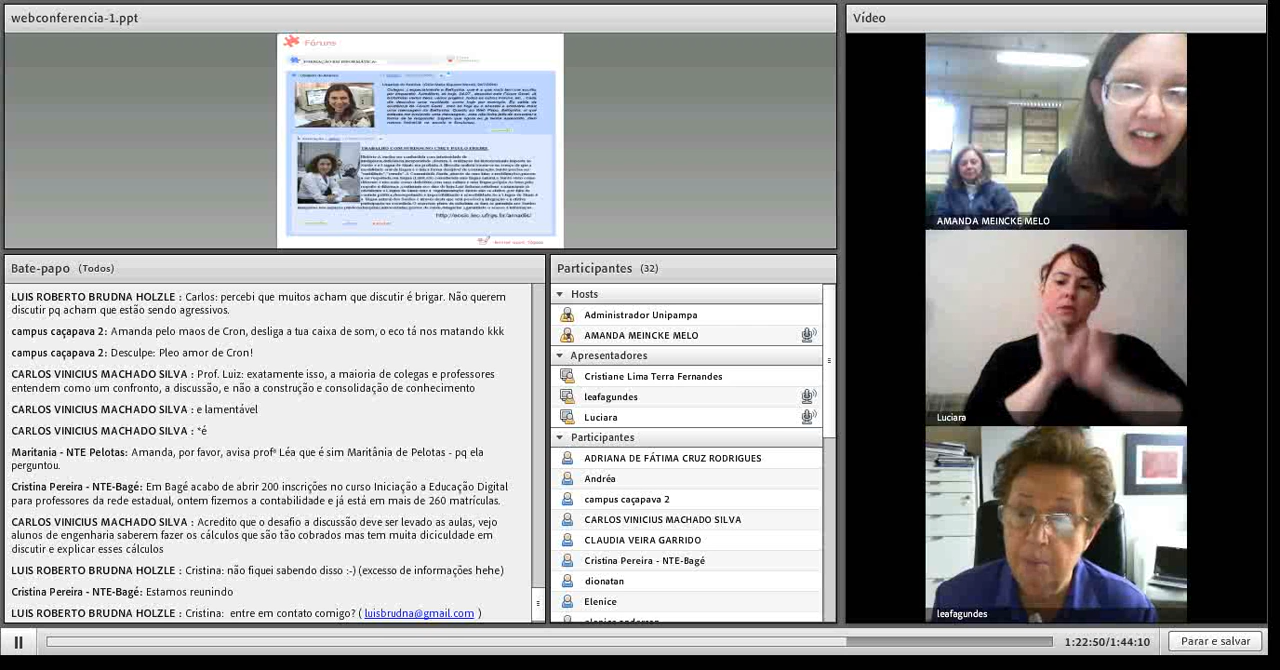 webconferencia-1.ppt
Fóruns
http://ecsic.lec.ufrgs.br/amadis/
Vídeo
AMANDA MEINCKE MELO
Luciara
leafagundes
Bate-papo (Todos)
LUIS ROBERTO BRUDNA HOLZLE : Carlos: percebi que muitos acham que discutir é brigar. Não querem
discutir pq acham que estão sendo agressivos.
campus caçapava 2: Amanda pelo maos de Cron, desliga a tua caixa de som, o eco tá nos matando kkk
campus caçapava 2: Desculpe: Pleo amor de Cron!
CARLOS VINICIUS MACHADO SILVA : Prof. Luiz: exatamente isso, a maioria de colegas e professores
entendem como um confronto, a discussão, e não a construção e consolidação de conhecimento
CARLOS VINICIUS MACHADO SILVA : e lamentável
CARLOS VINICIUS MACHADO SILVA : *é
Maritania - NTE Pelotas: Amanda, por favor, avisa profª Léa que é sim Maritânia de Pelotas - pq ela
perguntou.
Cristina Pereira - NTE-Bagé: Em Bagé acabo de abrir 200 inscrições no curso Iniciação a Educação Digital
para professores da rede estadual, ontem fizemos a contabilidade e já está em mais de 260 matrículas.
CARLOS VINICIUS MACHADO SILVA : Acredito que o desafio a discussão deve ser levado as aulas, vejo
alunos de engenharia saberem fazer os cálculos que são tão cobrados mas tem muita diciculdade em
discutir e explicar esses cálculos
LUIS ROBERTO BRUDNA HOLZLE : Cristina: não fiquei sabendo disso :-) (excesso de informações hehe)
Cristina Pereira - NTE-Bagé: Estamos reunindo
LUIS ROBERTO BRUDNA HOLZLE : Cristina: entre em contato comigo? ( luisbrudna@gmail.com )
Participantes (32)
Hosts
Administrador Unipampa
AMANDA MEINCKE MELO
Apresentadores
Cristiane Lima Terra Fernandes
leafagundes
Luciara
Participantes
ADRIANA DE FÁTIMA CRUZ RODRIGUES
Andréa
campus caçapava 2
CARLOS VINICIUS MACHADO SILVA
CLAUDIA VEIRA GARRIDO
Cristina Pereira - NTE-Bagé
dionatan
Elenice
1:22:50/1:44:10
Parar e salvar